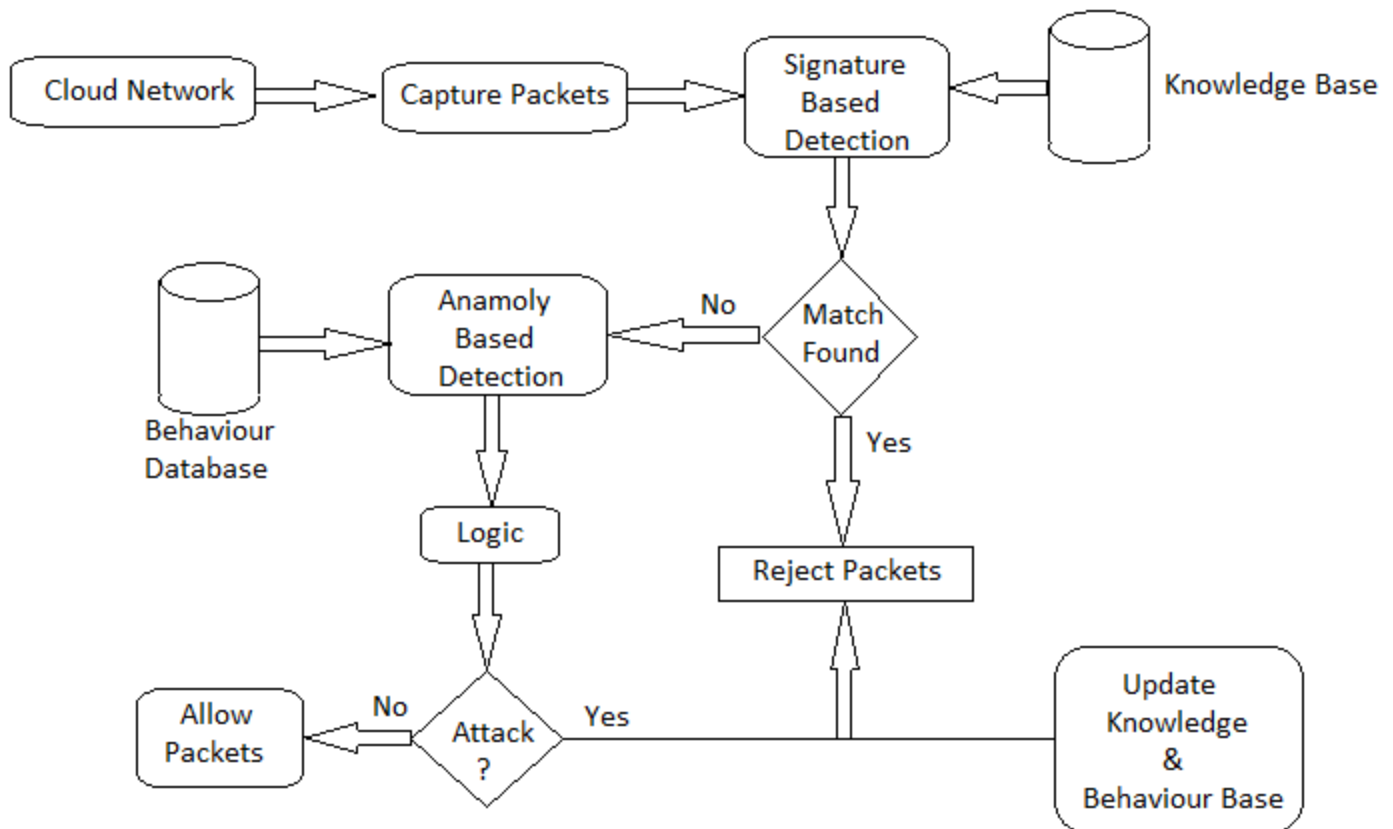 Cloud Network
Capture Packets
Signature
Based
Detection
Knowledge Base
Behaviour
Database
Anamoly
Based
Detection
No
Match
Found
Yes
Logic
Reject Packets
Allow
Packets
No
Attack
?
Yes
Update
Knowledge
&
Behaviour Base